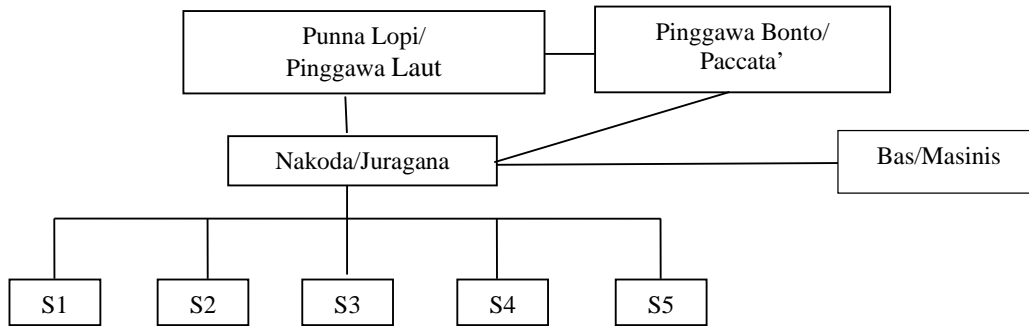 Punna Lopi/
Pinggawa Laut
Pinggawa Bonto/
Paccata’
Nakoda/Juragana
Bas/Masinis
S1
S2
S3
S4
S5